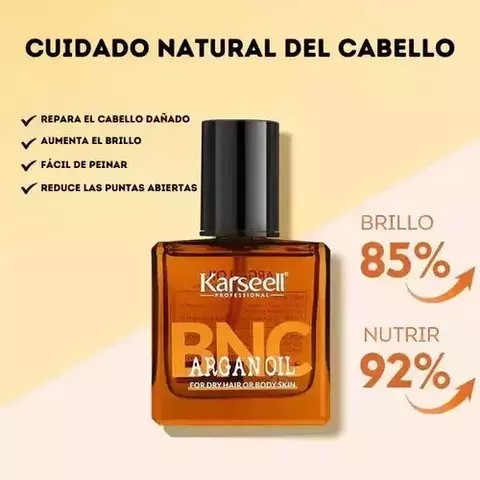 CUIDADO NATURAL DEL CABELLO
REPARA EL CABELLO DAÑADO
AUMENTA EL BRILLO
FÁCIL DE PEINAR
REDUCE LAS PUNTAS ABIERTAS
BRILLO
85%
NUTRIR
92%
Karseell®
PROFESSIONAL
BNC
ARGAN OIL
FOR DRY HAIR OR BODY SKIN